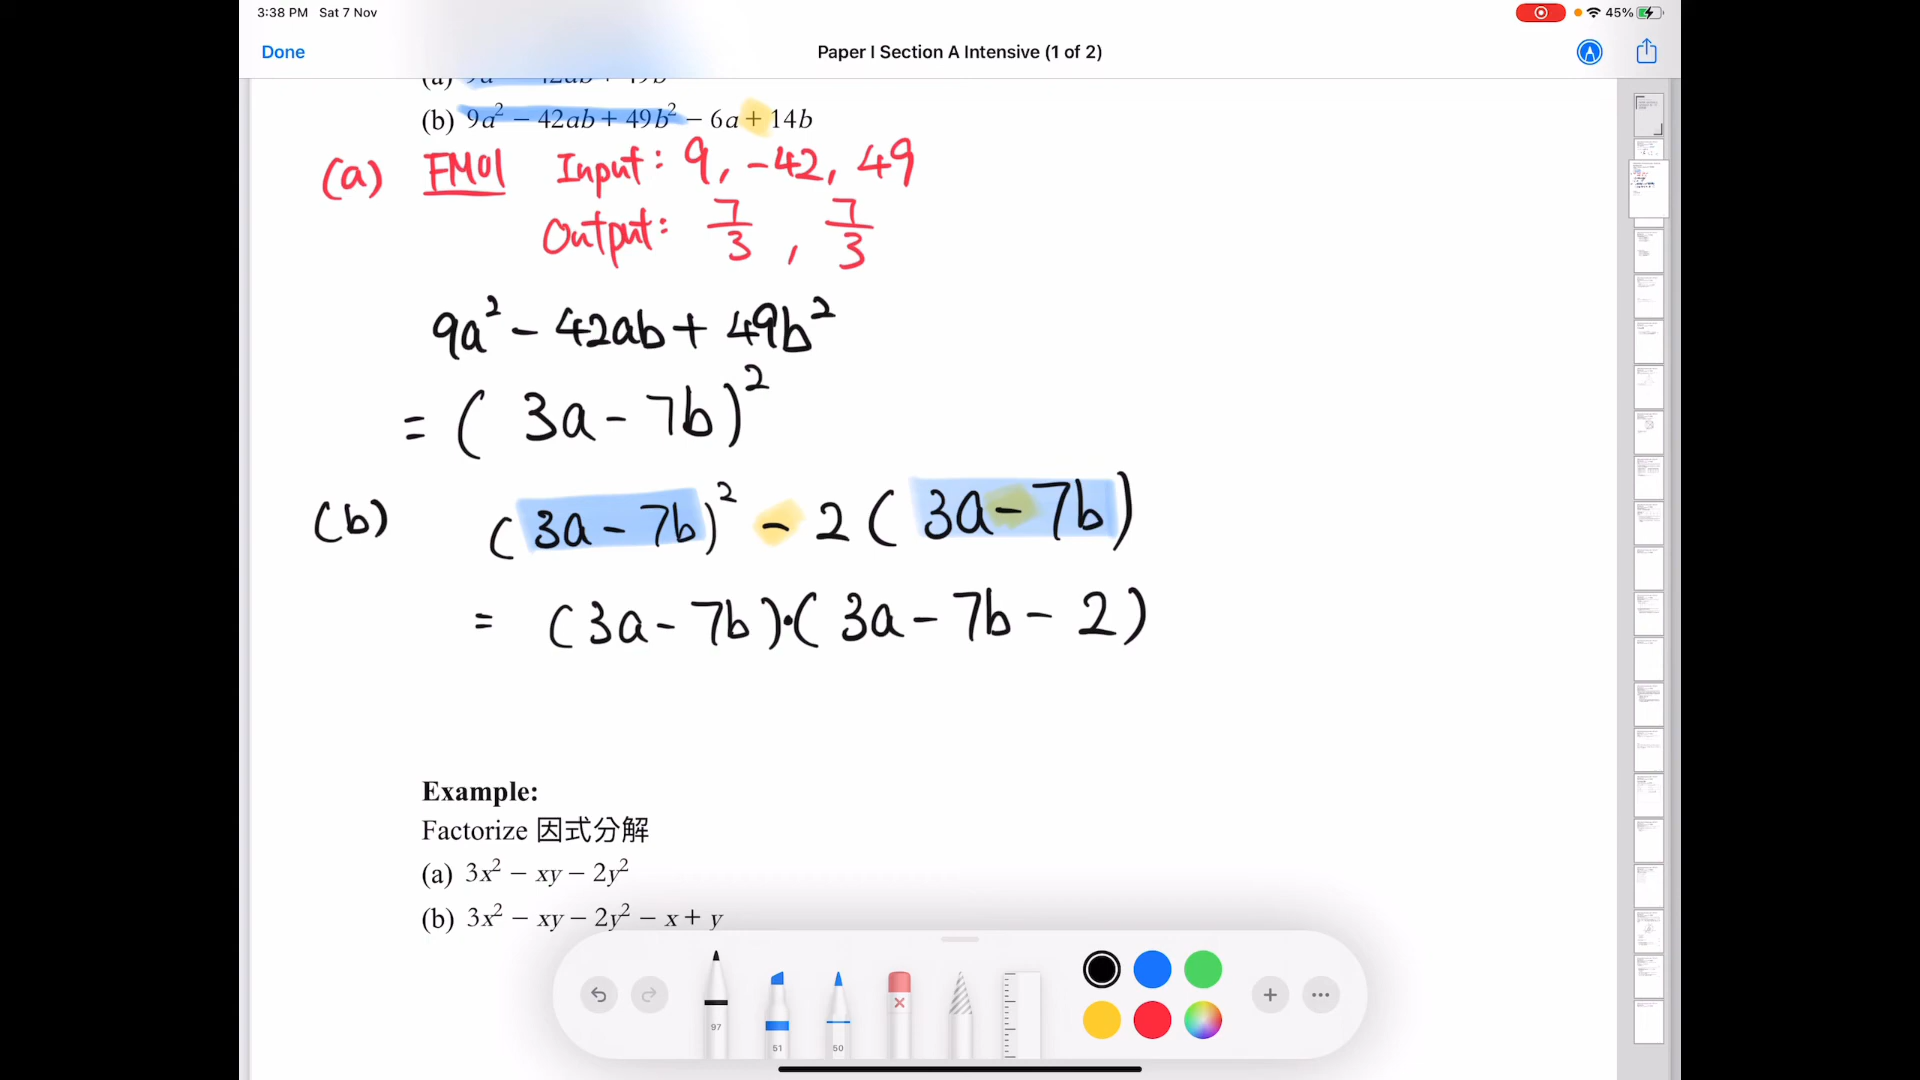 3:38 PM Sat 7 Nov
45%
Done
Paper I Section A Intensive (1 of 2)
(a) 9a² − 42ab + 49b²
(b) 9a² − 42ab + 49b² − 6a + 14b
(a) FM01 Input: 9, -42, 49
Output: 7/3, 7/3
9a² - 42ab + 49b²
= (3a - 7b)²
(b) (3a - 7b)² - 2(3a - 7b)
= (3a - 7b)·(3a - 7b - 2)
Example:
Factorize 因式分解
(a) 3x² − xy − 2y²
(b) 3x² − xy − 2y² − x + y
97
51
50